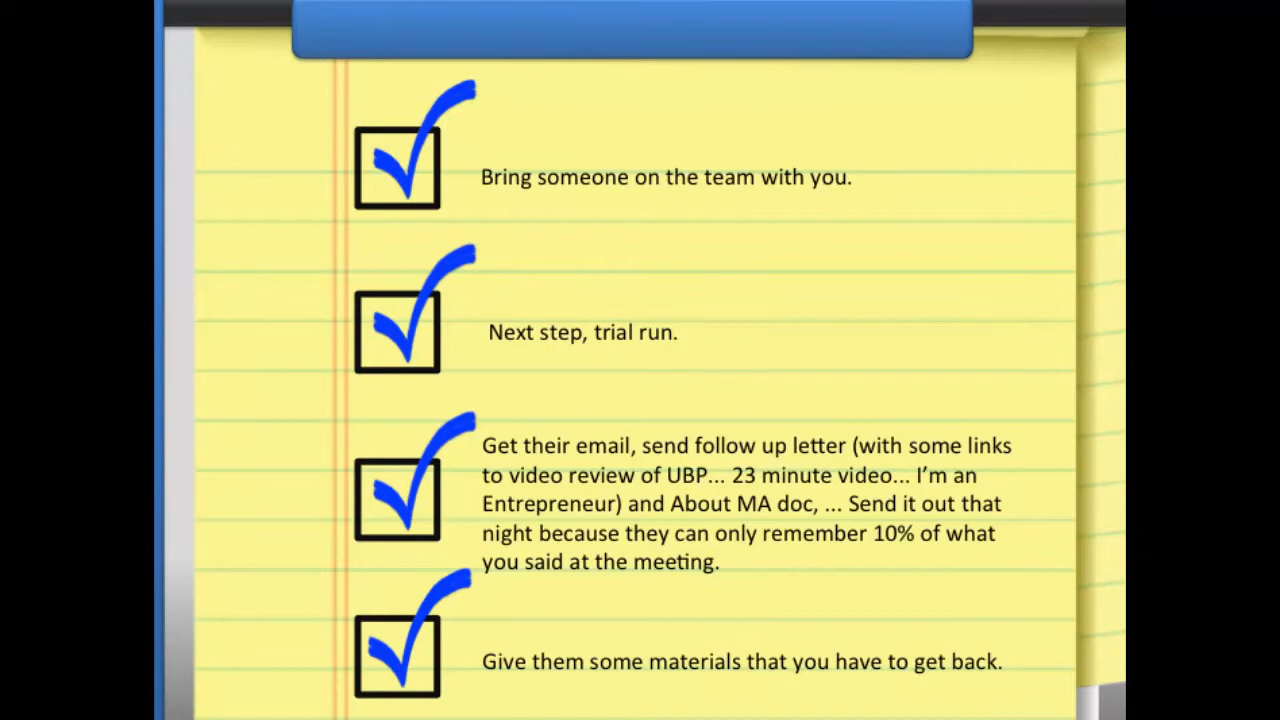 Bring someone on the team with you.
Next step, trial run.
Get their email, send follow up letter (with some links
to video review of UBP... 23 minute video... I’m an
Entrepreneur) and About MA doc, ... Send it out that
night because they can only remember 10% of what
you said at the meeting.
Give them some materials that you have to get back.